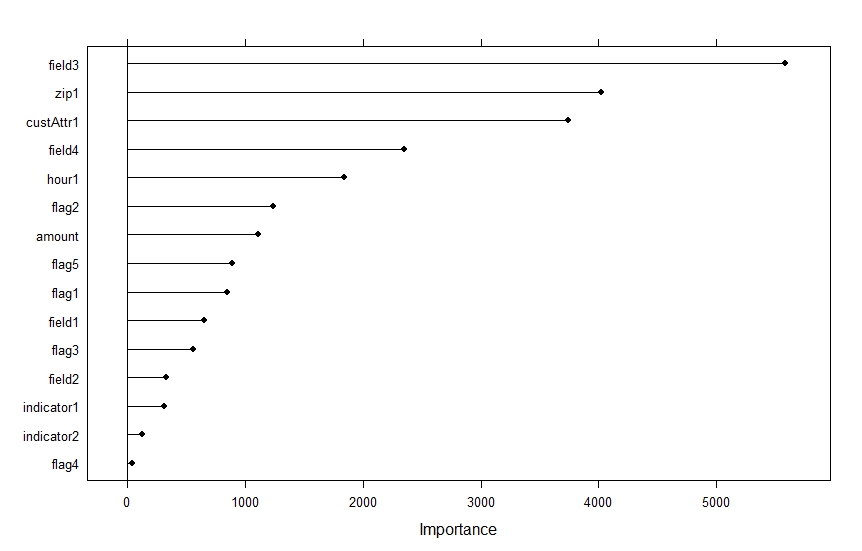 field3
zip1
custAttr1
field4
hour1
flag2
amount
flag5
flag1
field1
flag3
field2
indicator1
indicator2
flag4
0 1000 2000 3000 4000 5000
Importance